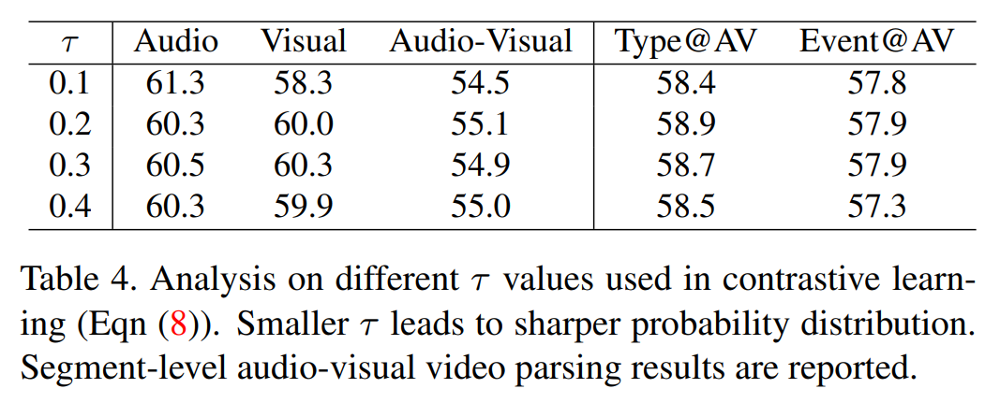 τ Audio Visual Audio-Visual Type@AV Event@AV
0.1 61.3 58.3 54.5 58.4 57.8
0.2 60.3 60.0 55.1 58.9 57.9
0.3 60.5 60.3 54.9 58.7 57.9
0.4 60.3 59.9 55.0 58.5 57.3
Table 4. Analysis on different τ values used in contrastive learn-
ing (Eqn (8)). Smaller τ leads to sharper probability distribution.
Segment-level audio-visual video parsing results are reported.